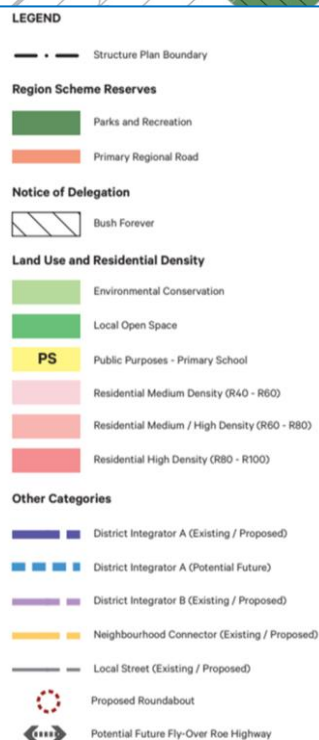 LEGEND
Structure Plan Boundary
Region Scheme Reserves
Parks and Recreation
Primary Regional Road
Notice of Delegation
Bush Forever
Land Use and Residential Density
Environmental Conservation
Local Open Space
PS Public Purposes - Primary School
Residential Medium Density (R40 - R60)
Residential Medium / High Density (R60 - R80)
Residential High Density (R80 - R100)
Other Categories
District Integrator A (Existing / Proposed)
District Integrator A (Potential Future)
District Integrator B (Existing / Proposed)
Neighbourhood Connector (Existing / Proposed)
Local Street (Existing / Proposed)
Proposed Roundabout
Potential Future Fly-Over Roe Highway